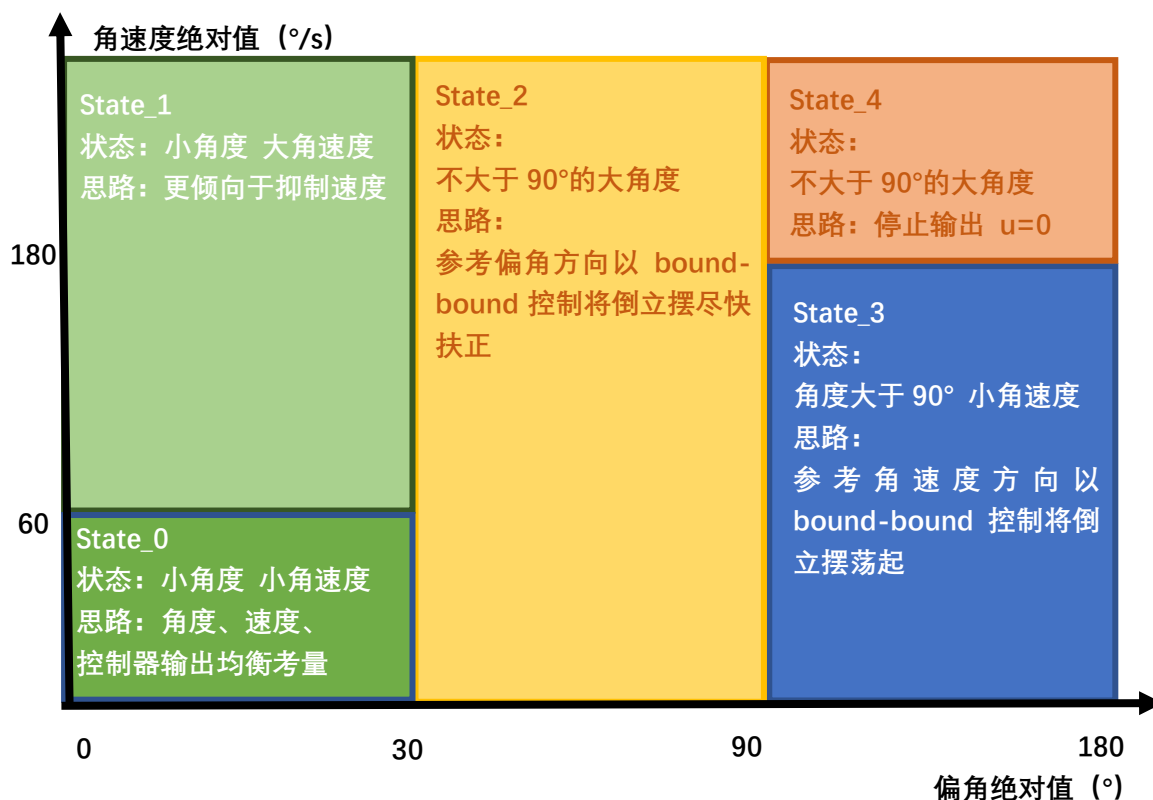 角速度绝对值（°/s）
State_1
状态：小角度 大角速度
思路：更倾向于抑制速度
State_2
状态：
不大于 90°的大角度
思路：
参考偏角方向以 bound-
bound 控制将倒立摆尽快
扶正
State_4
状态：
不大于 90°的大角度
思路：停止输出 u=0
180
State_3
状态：
角度大于 90° 小角速度
思路：
参考角速度方向以
bound-bound 控制将倒
立摆荡起
60
State_0
状态：小角度 小角速度
思路：角度、速度、
控制器输出均衡考量
0
30
90
180
偏角绝对值（°）